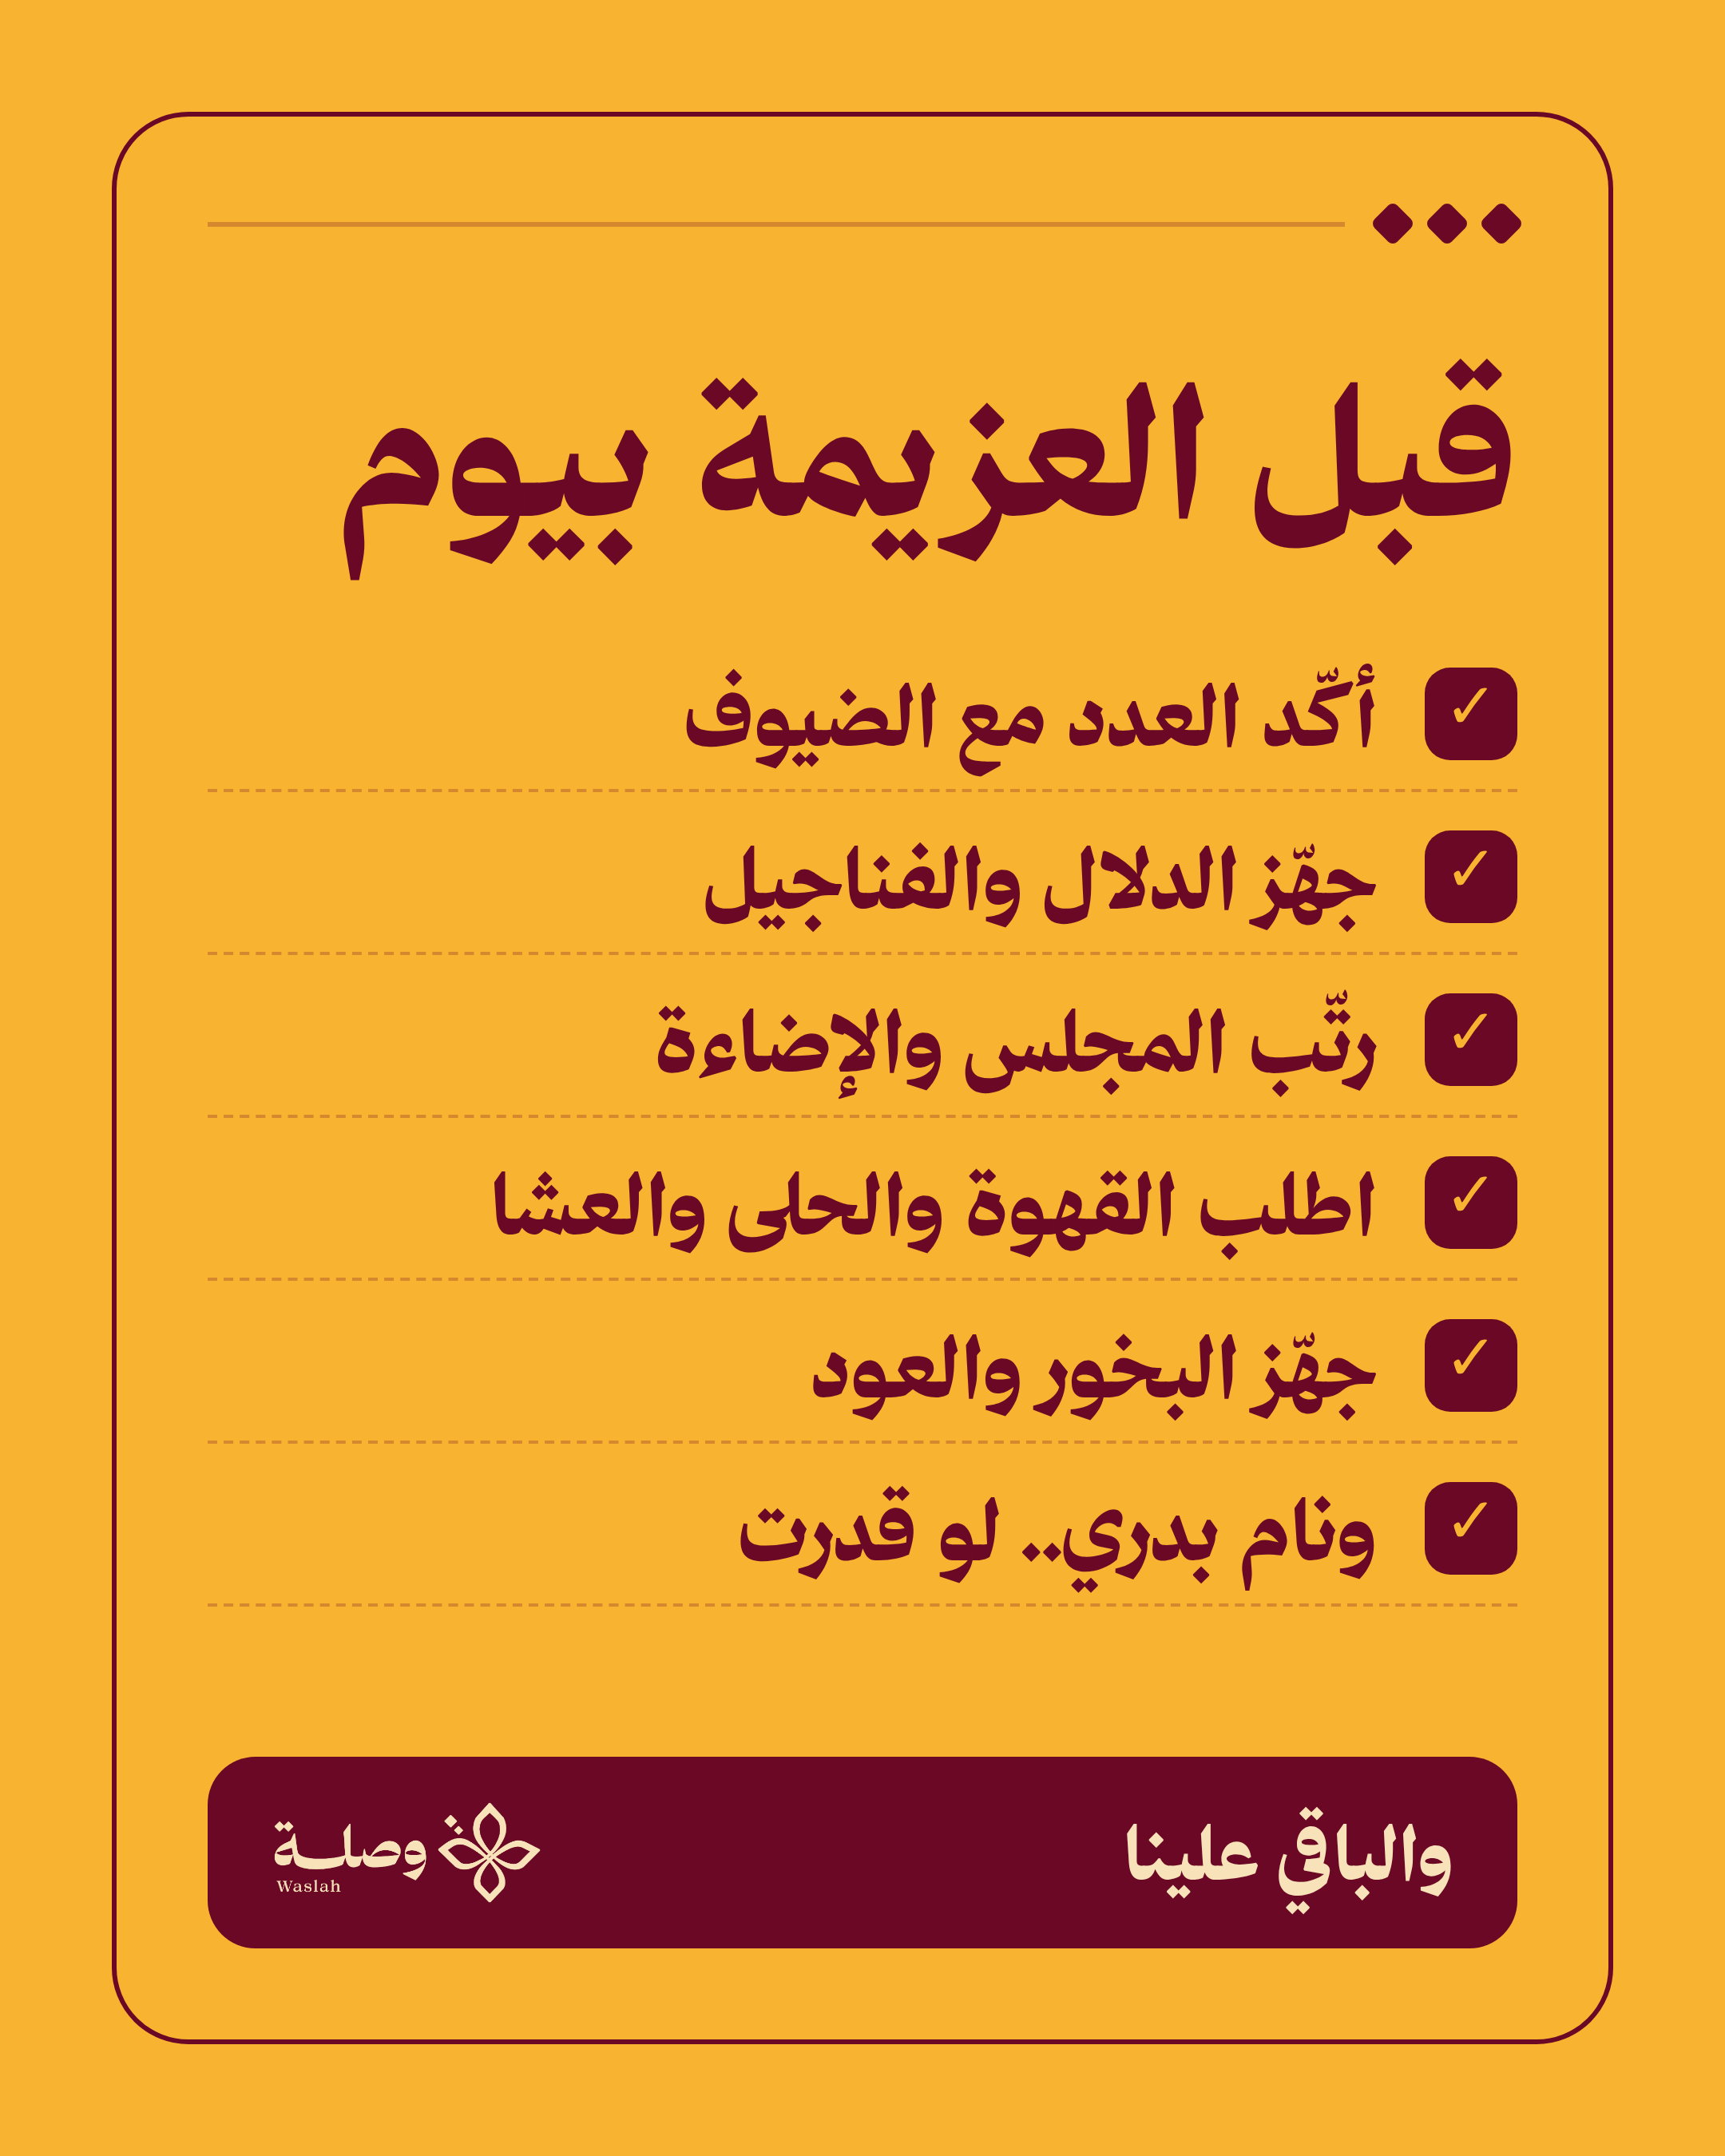 قبل العزيمة بيوم
أكّد العدد مع الضيوف
جهّز الدلال والفناجيل
رتّب المجلس والإضاءة
اطلب القهوة والحلى والعشا
جهّز البخور والعود
ونام بدري.. لو قدرت
والباقي علينا
وصلة
Waslah